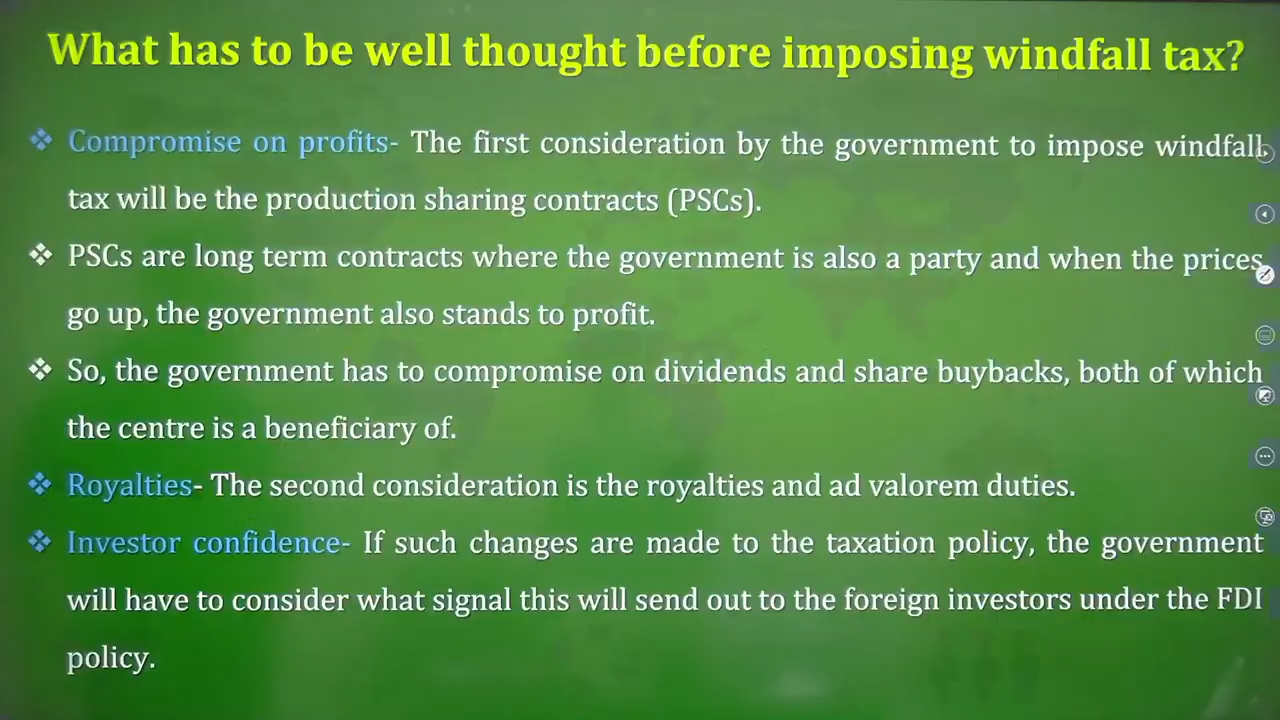 What has to be well thought before imposing windfall tax?
❖ Compromise on profits- The first consideration by the government to impose windfall
tax will be the production sharing contracts (PSCs).
❖ PSCs are long term contracts where the government is also a party and when the prices
go up, the government also stands to profit.
❖ So, the government has to compromise on dividends and share buybacks, both of which
the centre is a beneficiary of.
❖ Royalties- The second consideration is the royalties and ad valorem duties.
❖ Investor confidence- If such changes are made to the taxation policy, the government
will have to consider what signal this will send out to the foreign investors under the FDI
policy.